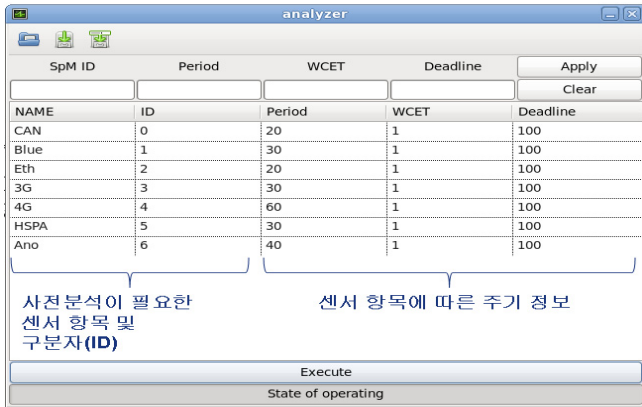 analyzer
SpM ID Period WCET Deadline Apply
Clear
NAME ID Period WCET Deadline
CAN 0 20 1 100
Blue 1 30 1 100
Eth 2 20 1 100
3G 3 30 1 100
4G 4 60 1 100
HSPA 5 30 1 100
Ano 6 40 1 100
사전분석이 필요한
센서 항목 및
구분자(ID)
센서 항목에 따른 주기 정보
Execute
State of operating